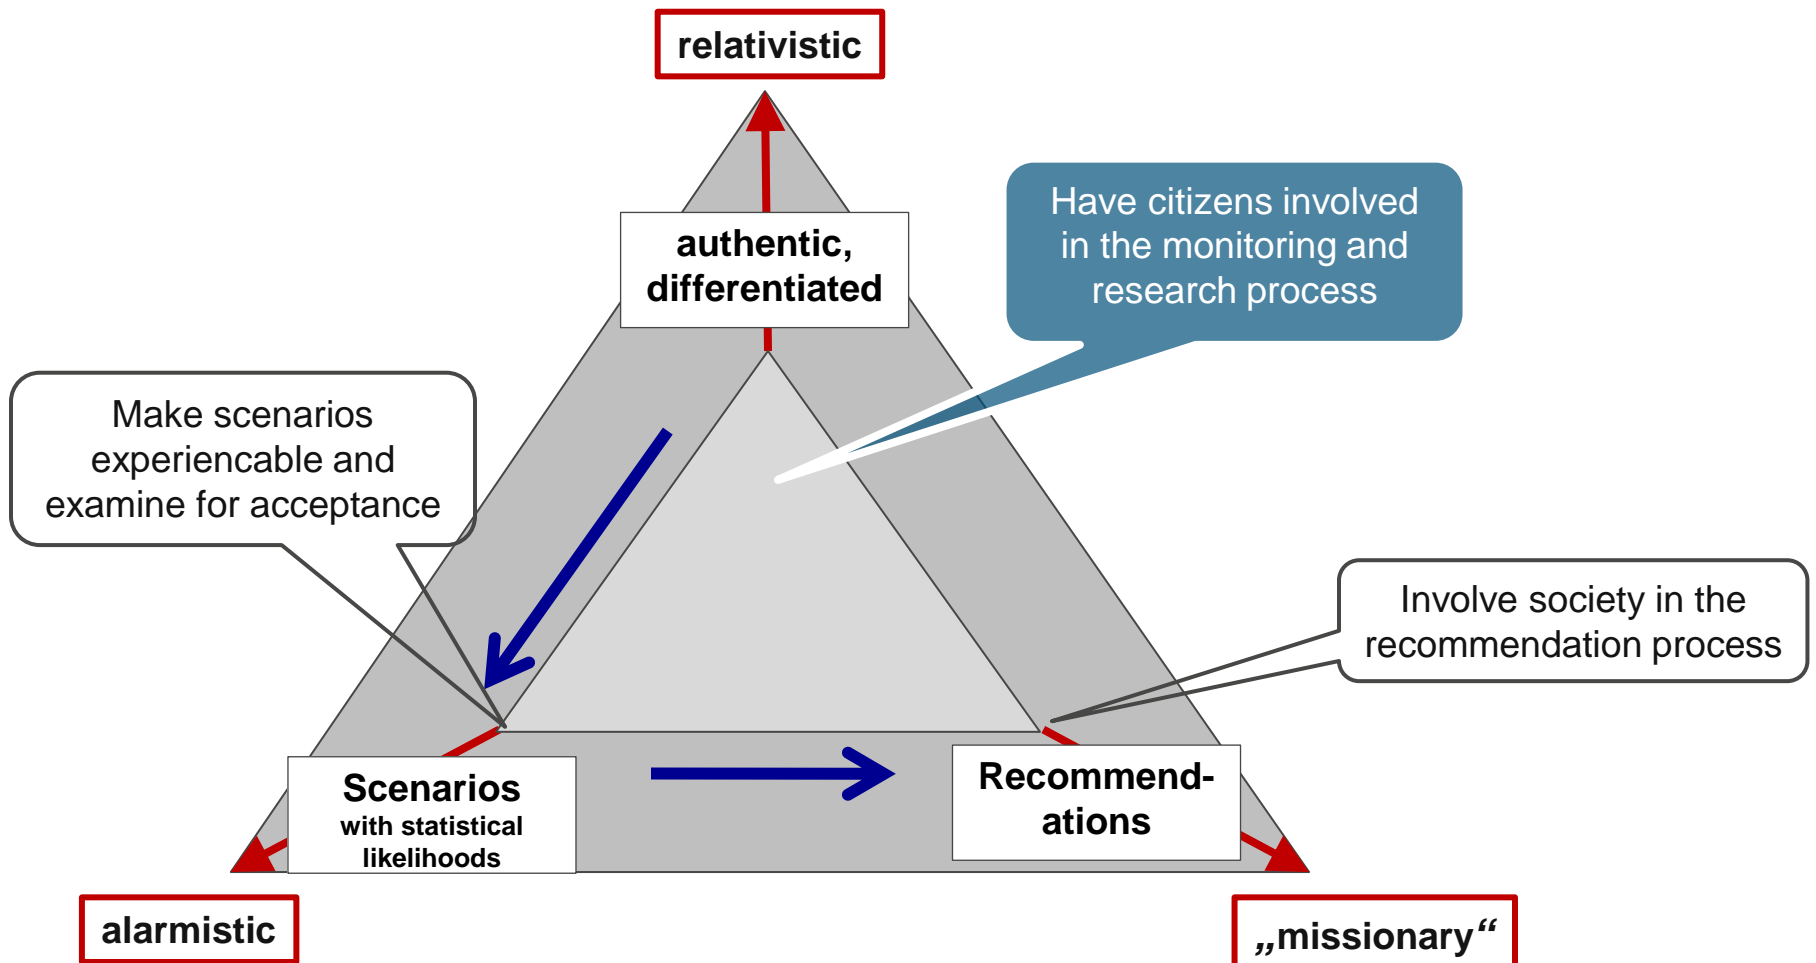 relativistic
authentic,
differentiated
Have citizens involved
in the monitoring and
research process
Make scenarios
experiencable and
examine for acceptance
Involve society in the
recommendation process
Scenarios
with statistical
likelihoods
Recommend-
ations
alarmistic
„missionary“